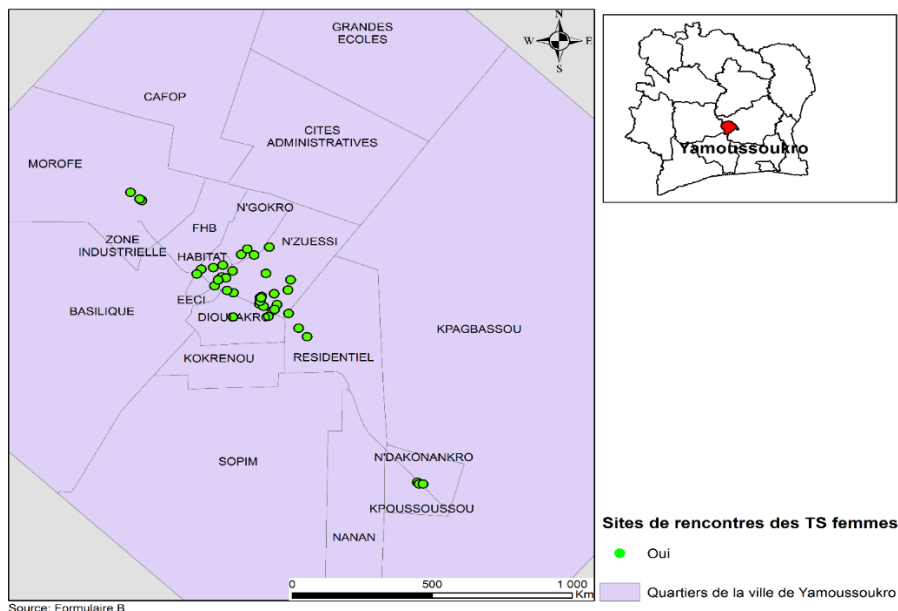 GRANDES
ECOLES
N
W E
S
CAFOP
CITES
ADMINISTRATIVES
MOROFE
N'GOKRO
FHB
N'ZUESSI
ZONE
INDUSTRIELLE
HABITAT
BASILIQUE
EECI
DIOULAKRO
KPAGBASSOU
KOKRENOU
RESIDENTIEL
SOPIM
N'DAKONANKRO
KPOUSSOUSSOU
NANAN
0 500 1 000
Km
Source: Formulaire B
Yamoussoukro
Sites de rencontres des TS femmes
Oui
Quartiers de la ville de Yamoussoukro